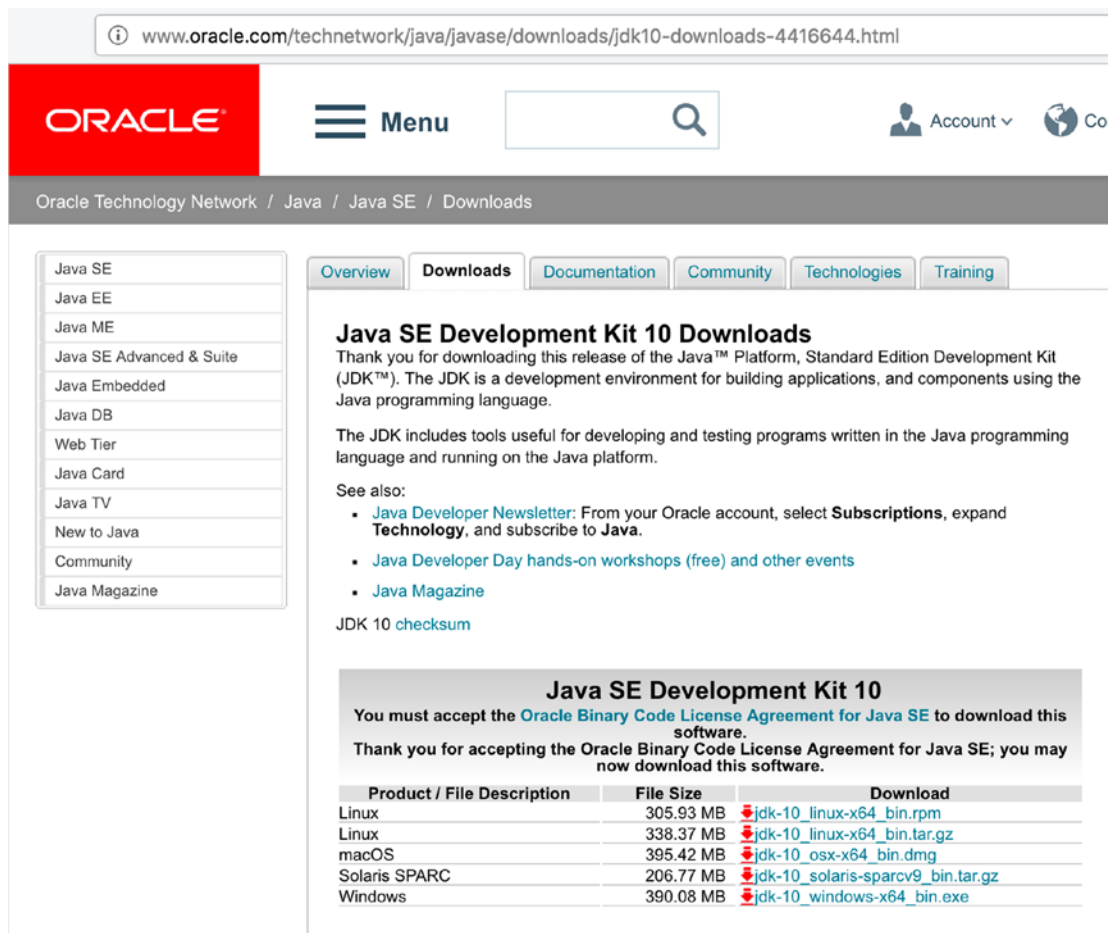 www.oracle.com/technetwork/java/javase/downloads/jdk10-downloads-4416644.html
ORACLE®
Menu
Account
Co
Oracle Technology Network / Java / Java SE / Downloads
Java SE
Java EE
Java ME
Java SE Advanced & Suite
Java Embedded
Java DB
Web Tier
Java Card
Java TV
New to Java
Community
Java Magazine
Overview Downloads Documentation Community Technologies Training
Java SE Development Kit 10 Downloads
Thank you for downloading this release of the Java™ Platform, Standard Edition Development Kit
(JDK™). The JDK is a development environment for building applications, and components using the
Java programming language.
The JDK includes tools useful for developing and testing programs written in the Java programming
language and running on the Java platform.
See also:
▪ Java Developer Newsletter: From your Oracle account, select Subscriptions, expand
Technology, and subscribe to Java.
▪ Java Developer Day hands-on workshops (free) and other events
▪ Java Magazine
JDK 10 checksum
Java SE Development Kit 10
You must accept the Oracle Binary Code License Agreement for Java SE to download this
software.
Thank you for accepting the Oracle Binary Code License Agreement for Java SE; you may
now download this software.
Product / File Description File Size Download
Linux 305.93 MB jdk-10_linux-x64_bin.rpm
Linux 338.37 MB jdk-10_linux-x64_bin.tar.gz
macOS 395.42 MB jdk-10_osx-x64_bin.dmg
Solaris SPARC 206.77 MB jdk-10_solaris-sparcv9_bin.tar.gz
Windows 390.08 MB jdk-10_windows-x64_bin.exe